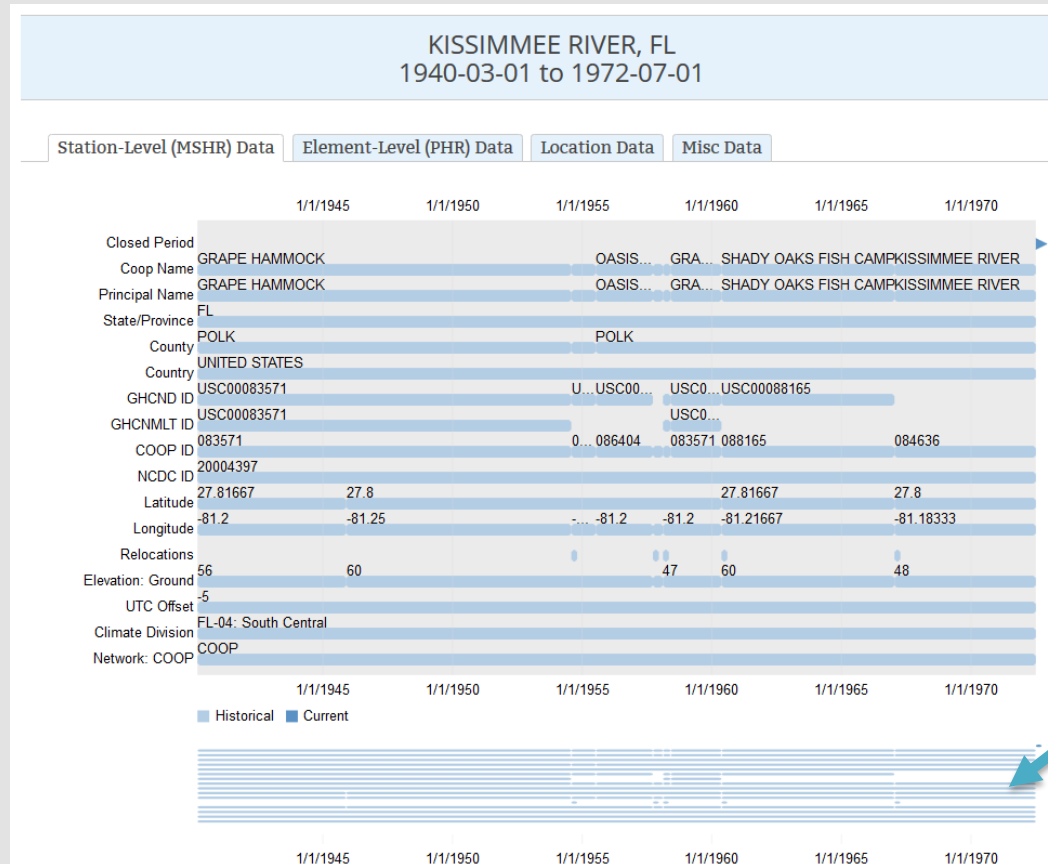 KISSIMMEE RIVER, FL
1940-03-01 to 1972-07-01
Station-Level (MSHR) Data Element-Level (PHR) Data Location Data Misc Data
1/1/1945 1/1/1950 1/1/1955 1/1/1960 1/1/1965 1/1/1970
Closed Period
Coop Name GRAPE HAMMOCK OASIS... GRA... SHADY OAKS FISH CAMPKISSIMMEE RIVER
Principal Name GRAPE HAMMOCK OASIS... GRA... SHADY OAKS FISH CAMPKISSIMMEE RIVER
State/Province FL
County POLK POLK
Country UNITED STATES
GHCND ID USC00083571 U... USC00... USC0... USC00088165
GHCNMLT ID USC00083571 USC0...
COOP ID 083571 0... 086404 083571 088165 084636
NCDC ID 20004397
Latitude 27.81667 27.8 27.81667 27.8
Longitude -81.2 -81.25 -... -81.2 -81.2 -81.21667 -81.18333
Relocations
Elevation: Ground 56 60 47 60 48
UTC Offset -5
Climate Division FL-04: South Central
Network: COOP COOP
1/1/1945 1/1/1950 1/1/1955 1/1/1960 1/1/1965 1/1/1970
Historical Current
1/1/1945 1/1/1950 1/1/1955 1/1/1960 1/1/1965 1/1/1970